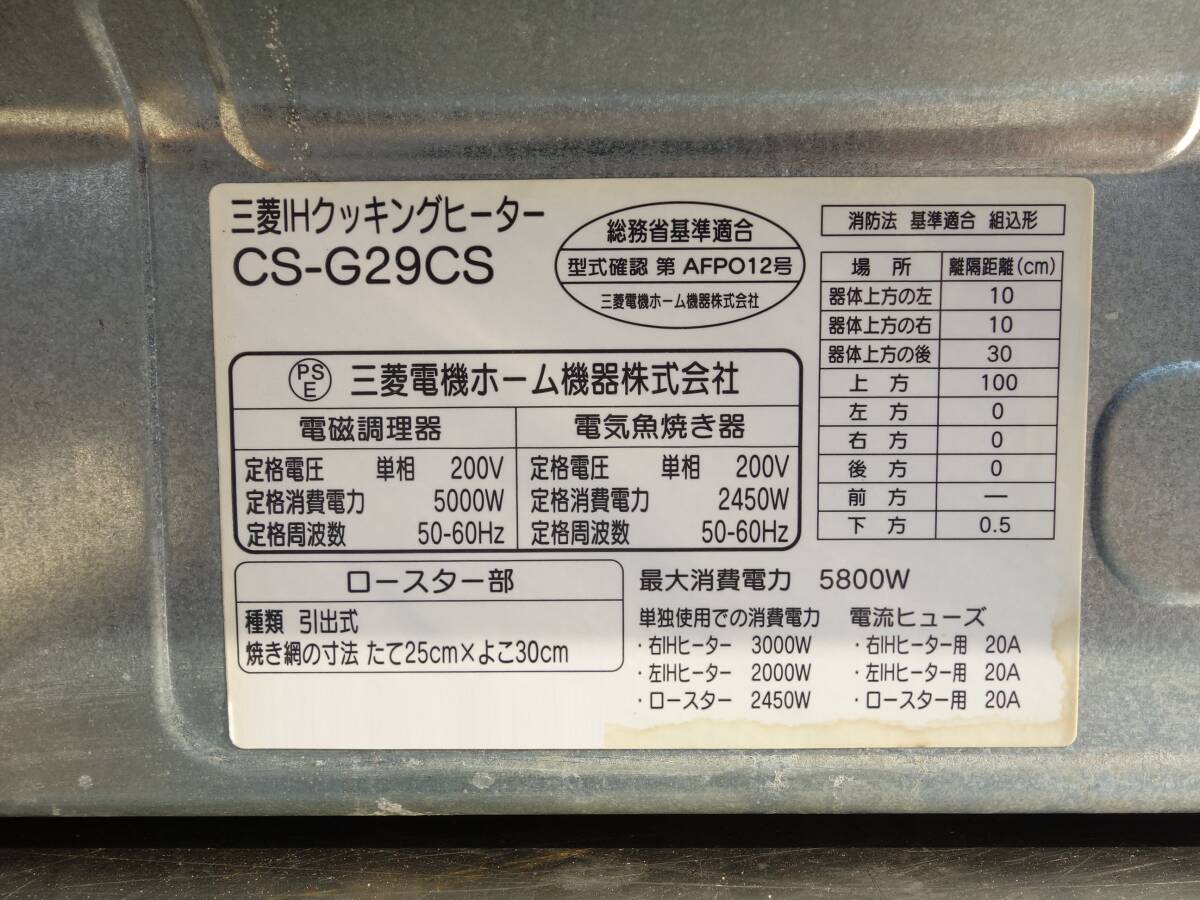 三菱IHクッキングヒーター
CS-G29CS
総務省基準適合
型式確認 第 AFPO12号
三菱電機ホーム機器株式会社
消防法 基準適合 組込形
場 所 離隔距離(cm)
器体上方の左 10
器体上方の右 10
器体上方の後 30
上 方 100
左 方 0
右 方 0
後 方 0
前 方 —
下 方 0.5
PS
E
三菱電機ホーム機器株式会社
電磁調理器
定格電圧 単相 200V
定格消費電力 5000W
定格周波数 50-60Hz
電気魚焼き器
定格電圧 単相 200V
定格消費電力 2450W
定格周波数 50-60Hz
ロースター部
種類 引出式
焼き網の寸法 たて25cm×よこ30cm
最大消費電力 5800W
単独使用での消費電力
・右IHヒーター 3000W
・左IHヒーター 2000W
・ロースター 2450W
電流ヒューズ
・右IHヒーター用 20A
・左IHヒーター用 20A
・ロースター用 20A